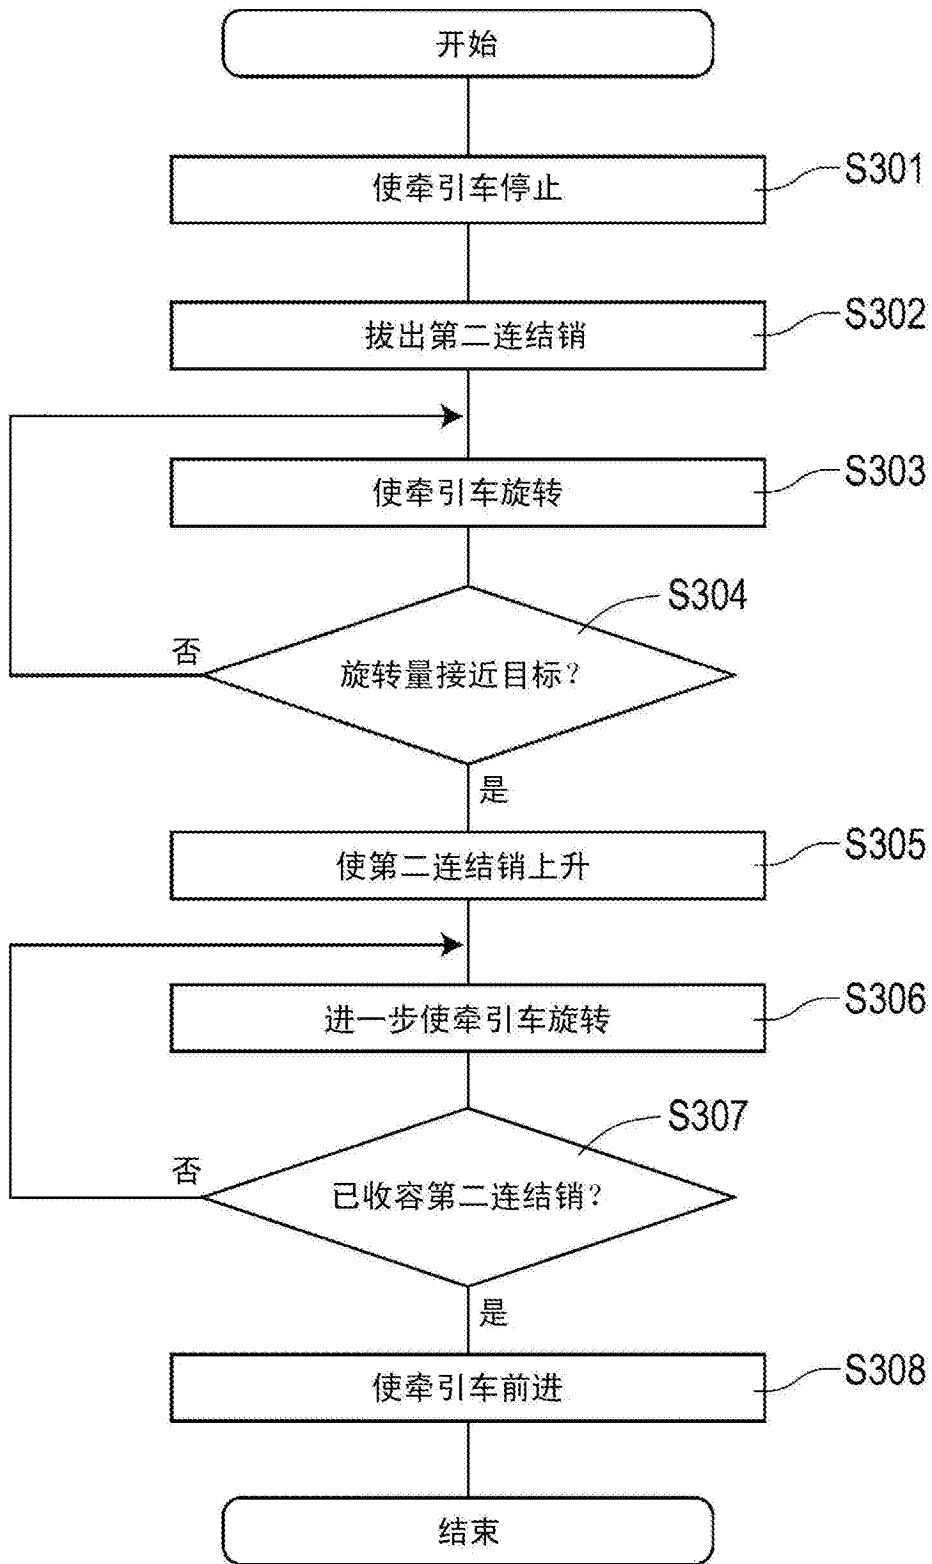 开始
使牵引车停止
S301
拔出第二连结销
S302
使牵引车旋转
S303
旋转量接近目标?
S304
否
是
使第二连结销上升
S305
进一步使牵引车旋转
S306
已收容第二连结销?
S307
否
是
使牵引车前进
S308
结束